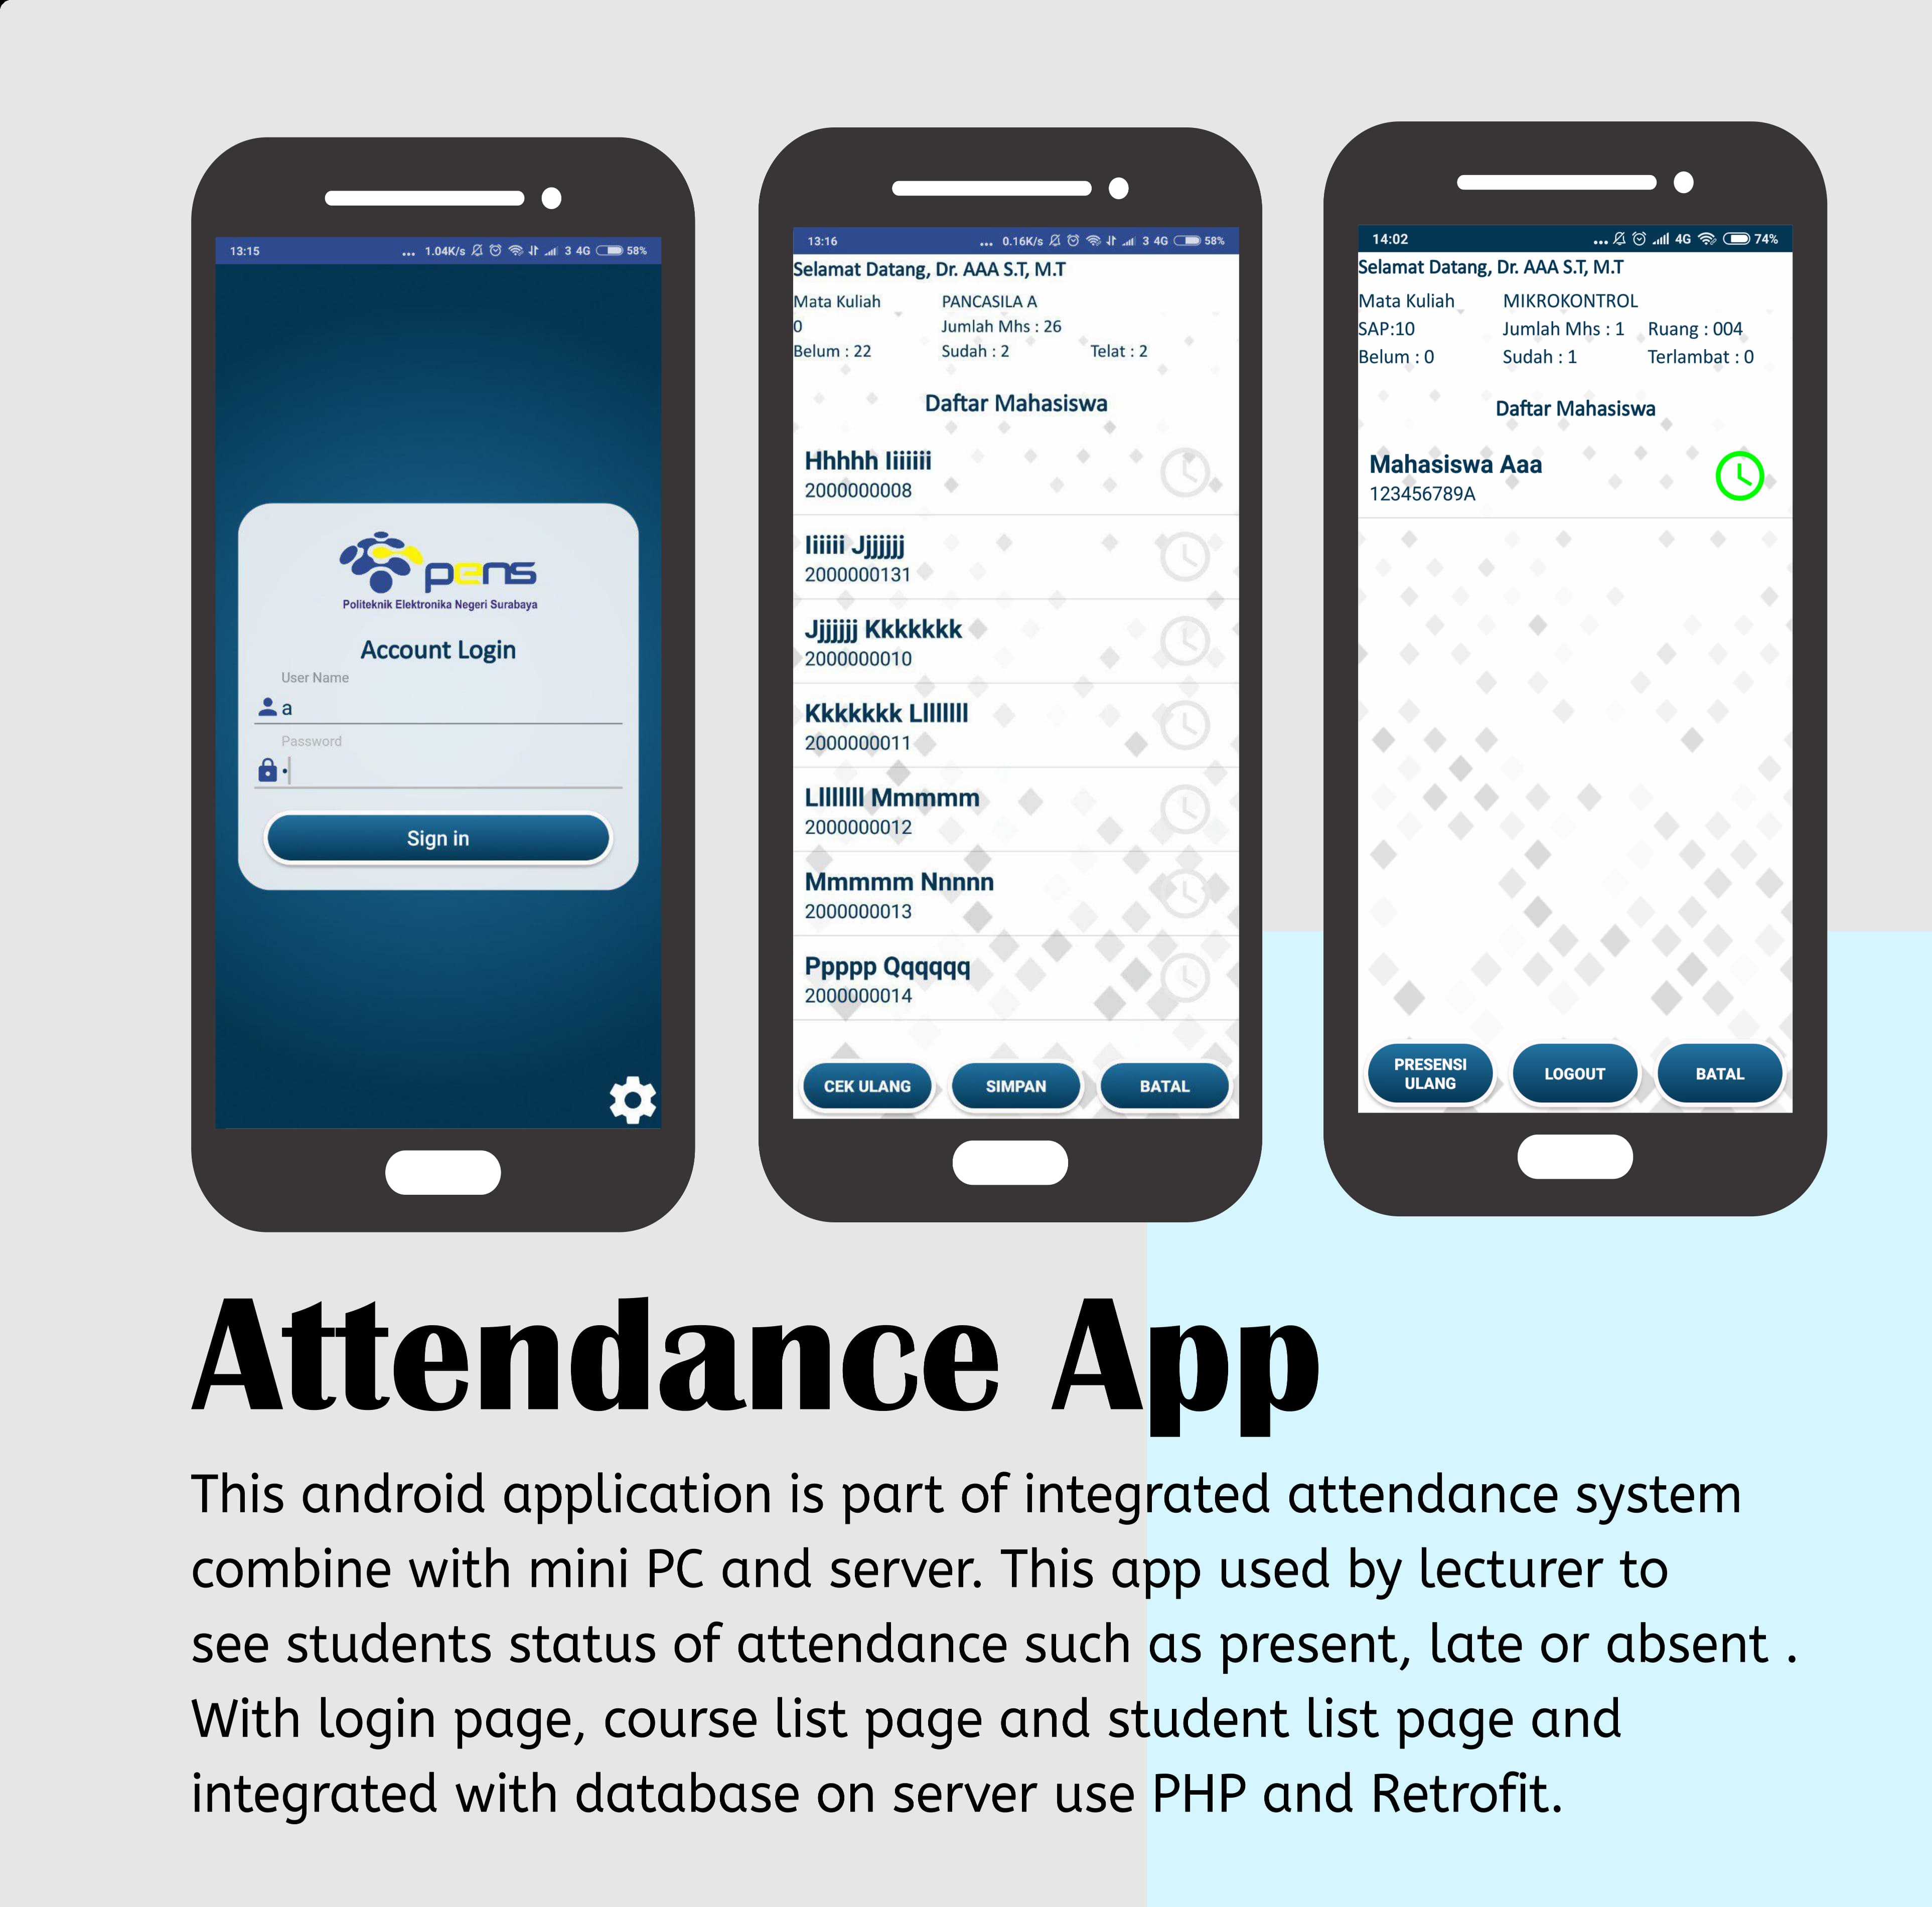 13:15 ... 1.04K/s 3 4G 58%
pens
Politeknik Elektronika Negeri Surabaya
Account Login
User Name
a
Password
Sign in
13:16 ... 0.16K/s 3 4G 58%
Selamat Datang, Dr. AAA S.T, M.T
Mata Kuliah PANCASILA A
0 Jumlah Mhs : 26
Belum : 22 Sudah : 2 Telat : 2
Daftar Mahasiswa
Hhhhh Iiiiiii
2000000008
Iiiiii Jjjjjjj
2000000131
Jjjjjjj Kkkkkkk
2000000010
Kkkkkkk Llllllll
2000000011
Llllllll Mmmmm
2000000012
Mmmmm Nnnnn
2000000013
Ppppp Qqqqqq
2000000014
CEK ULANG SIMPAN BATAL
14:02 ... 4G 74%
Selamat Datang, Dr. AAA S.T, M.T
Mata Kuliah MIKROKONTROL
SAP:10 Jumlah Mhs : 1 Ruang : 004
Belum : 0 Sudah : 1 Terlambat : 0
Daftar Mahasiswa
Mahasiswa Aaa
123456789A
PRESENSI
ULANG
LOGOUT
BATAL
Attendance App
This android application is part of integrated attendance system
combine with mini PC and server. This app used by lecturer to
see students status of attendance such as present, late or absent .
With login page, course list page and student list page and
integrated with database on server use PHP and Retrofit.